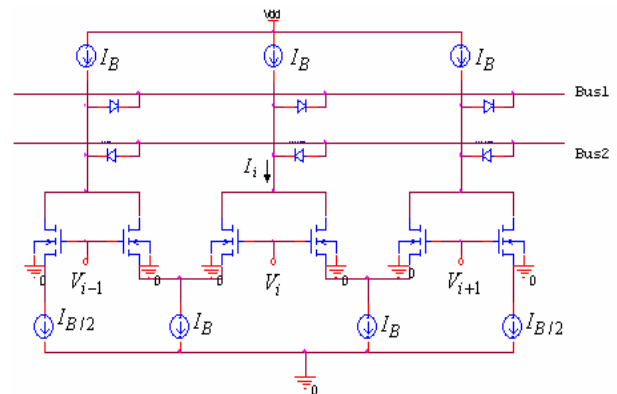 Vdd
I_B I_B I_B
Bus1
Bus2
I_i
0 0 0 0 0 0
V_{i-1} V_i V_{i+1}
I_{B/2} I_B I_B I_{B/2}
0